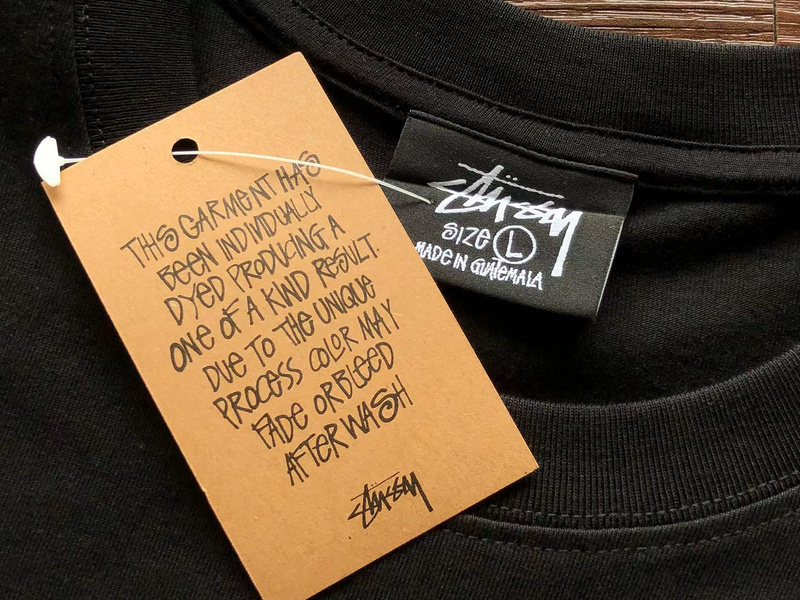 THIS GARMENT HAS
BEEN INDIVIDUALLY
DYED PRODUCING A
ONE OF A KIND RESULT.
DUE TO THE UNIQUE
PROCESS COLOR MAY
FADE OR BLEED
AFTER WASH
Stüssy
Stüssy
SIZE L
MADE IN GUATEMALA